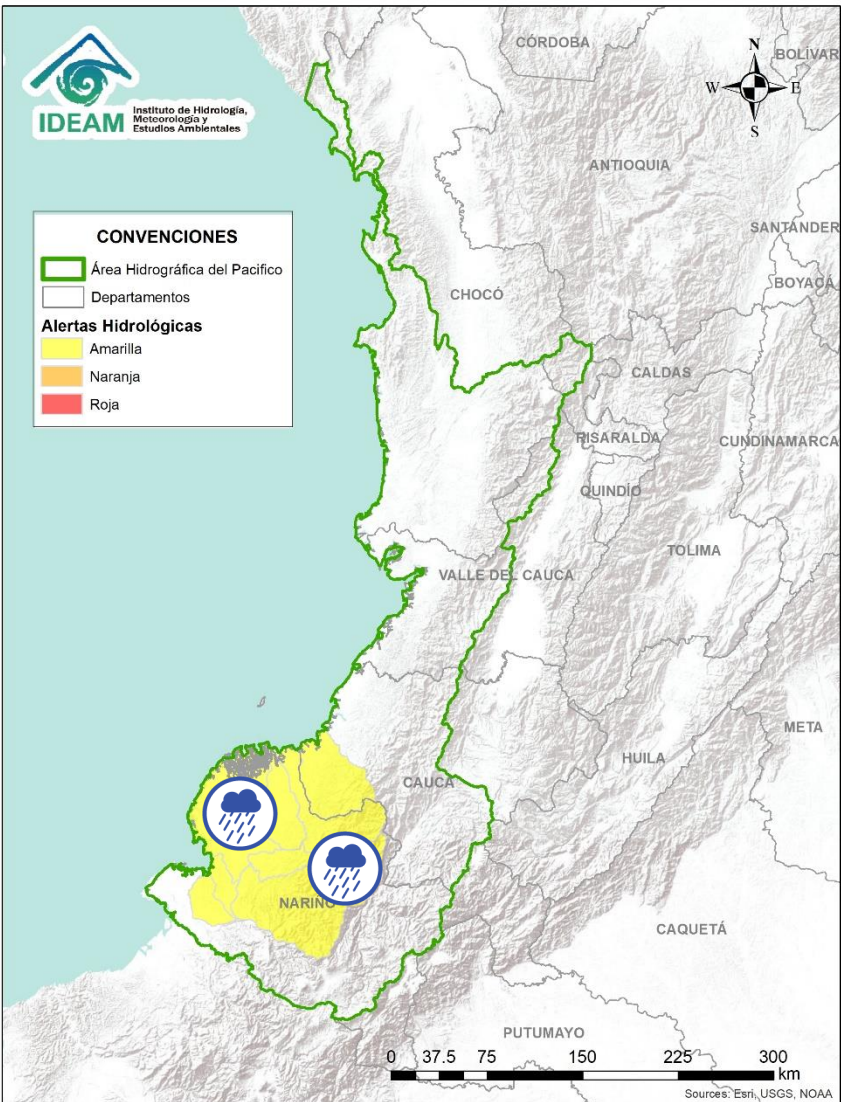 IDEAM
Instituto de Hidrología,
Meteorología y
Estudios Ambientales
N
W
E
S
CONVENCIONES
Área Hidrográfica del Pacifico
Departamentos
Alertas Hidrológicas
Amarilla
Naranja
Roja
CÓRDOBA
BOLÍVAR
ANTIOQUIA
SANTANDER
BOYACÁ
CHOCÓ
CALDAS
RISARALDA
CUNDINAMARCA
QUINDÍO
TOLIMA
VALLE DEL CAUCA
META
HUILA
CAUCA
NARIÑO
CAQUETÁ
PUTUMAYO
0 37.5 75 150 225 300
km
Sources: Esri, USGS, NOAA